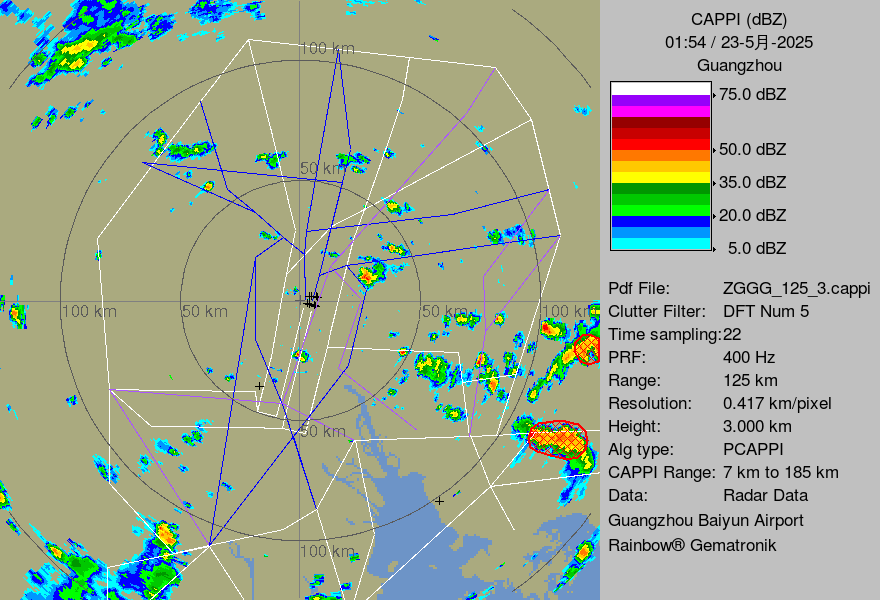 CAPPI (dBZ)
01:54 / 23-5月-2025
Guangzhou
75.0 dBZ
50.0 dBZ
35.0 dBZ
20.0 dBZ
5.0 dBZ
Pdf File: ZGGG_125_3.cappi
Clutter Filter: DFT Num 5
Time sampling:22
PRF: 400 Hz
Range: 125 km
Resolution: 0.417 km/pixel
Height: 3.000 km
Alg type: PCAPPI
CAPPI Range: 7 km to 185 km
Data: Radar Data
Guangzhou Baiyun Airport
Rainbow® Gematronik
100 km
50 km
100 km
50 km
50 km
100 km
50 km
100 km